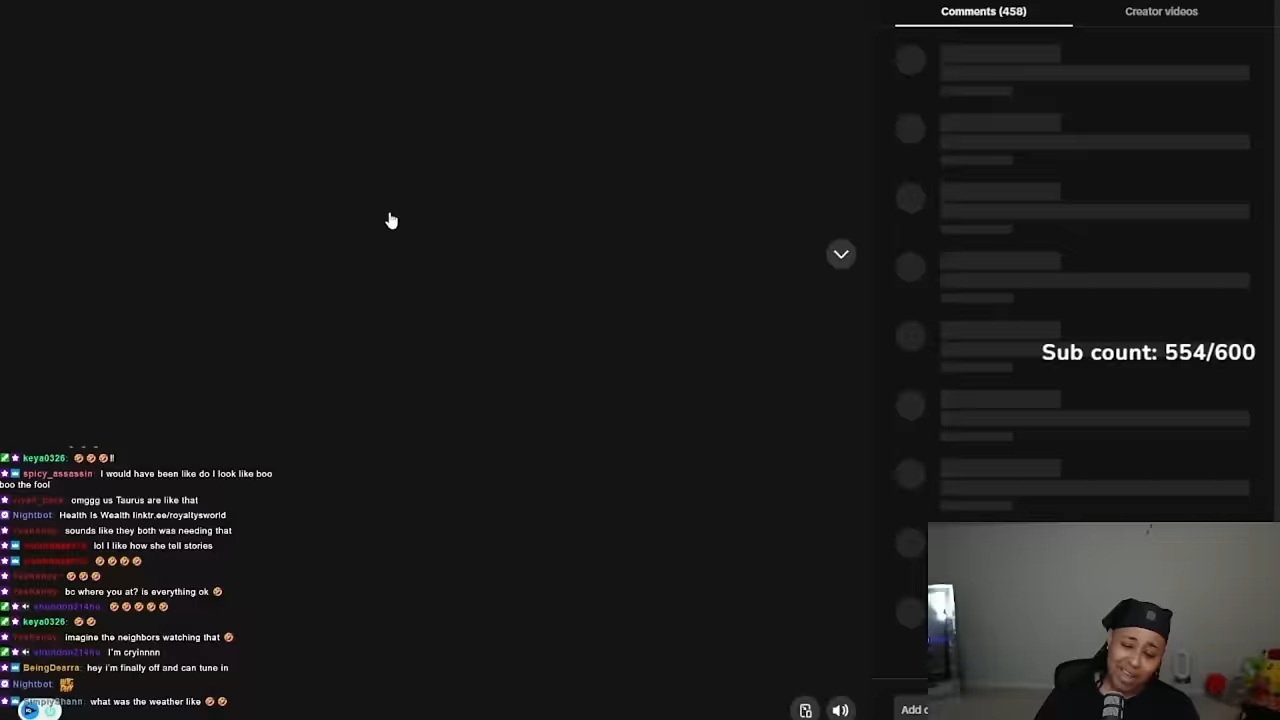 Comments (458)
Creator videos
Sub count: 554/600
keya0326:
spicy_assassin: I would have been like do I look like boo
boo the fool
omggg us Taurus are like that
Nightbot: Health Is Wealth linktr.ee/royaltysworld
sounds like they both was needing that
lol I like how she tell stories
bc where you at? is everything ok
keya0326:
imagine the neighbors watching that
I'm cryinnnn
BeingDearra: hey i'm finally off and can tune in
Nightbot:
SimplyShann: what was the weather like
Add c